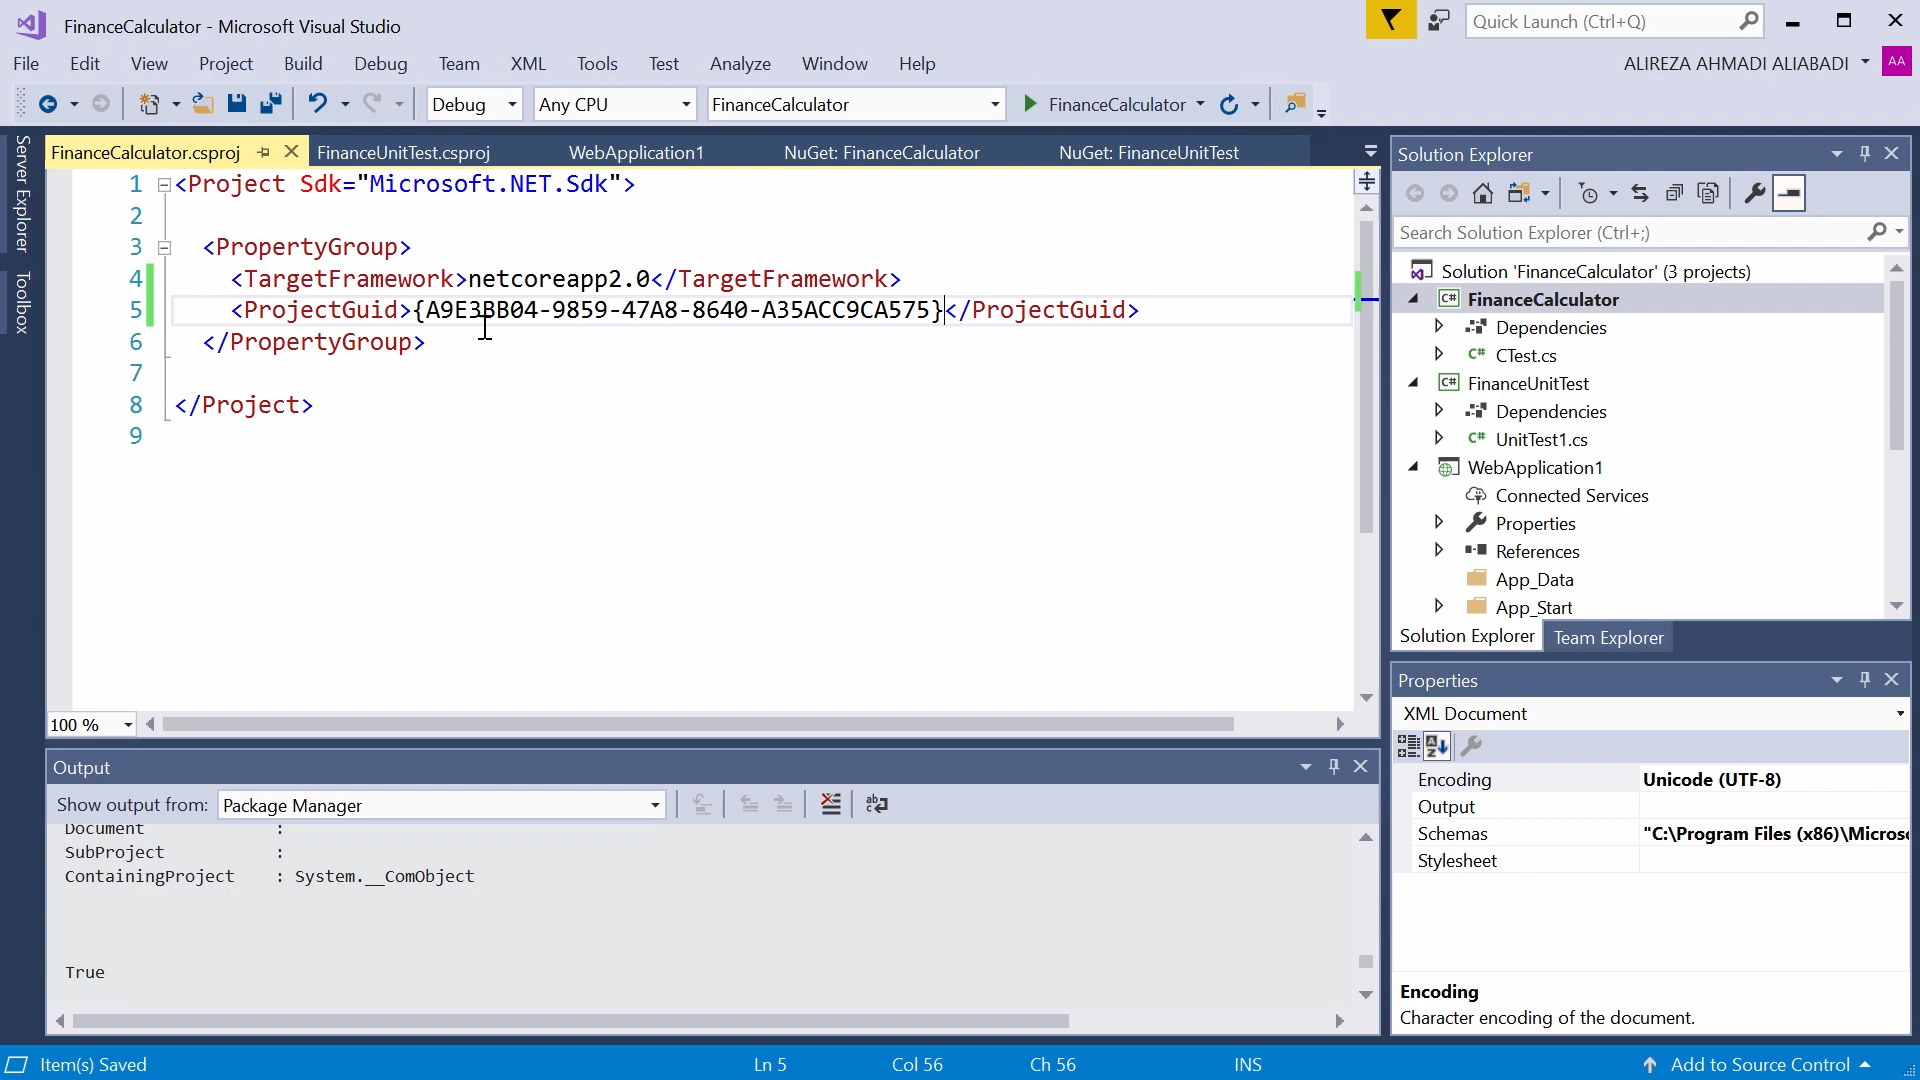 FinanceCalculator - Microsoft Visual Studio
Quick Launch (Ctrl+Q)
File Edit View Project Build Debug Team XML Tools Test Analyze Window Help
ALIREZA AHMADI ALIABADI AA
Debug Any CPU FinanceCalculator FinanceCalculator
Server Explorer
Toolbox
FinanceCalculator.csproj FinanceUnitTest.csproj WebApplication1 NuGet: FinanceCalculator NuGet: FinanceUnitTest
1 <Project Sdk="Microsoft.NET.Sdk">
2
3 <PropertyGroup>
4 <TargetFramework>netcoreapp2.0</TargetFramework>
5 <ProjectGuid>{A9E3BB04-9859-47A8-8640-A35ACC9CA575}</ProjectGuid>
6 </PropertyGroup>
7
8 </Project>
9
100 %
Output
Show output from: Package Manager
Document :
SubProject :
ContainingProject : System.__ComObject
True
Solution Explorer
Search Solution Explorer (Ctrl+;)
Solution 'FinanceCalculator' (3 projects)
C# FinanceCalculator
Dependencies
C# CTest.cs
C# FinanceUnitTest
Dependencies
C# UnitTest1.cs
WebApplication1
Connected Services
Properties
References
App_Data
App_Start
Solution Explorer Team Explorer
Properties
XML Document
Encoding Unicode (UTF-8)
Output
Schemas "C:\Program Files (x86)\Micros
Stylesheet
Encoding
Character encoding of the document.
Item(s) Saved Ln 5 Col 56 Ch 56 INS Add to Source Control